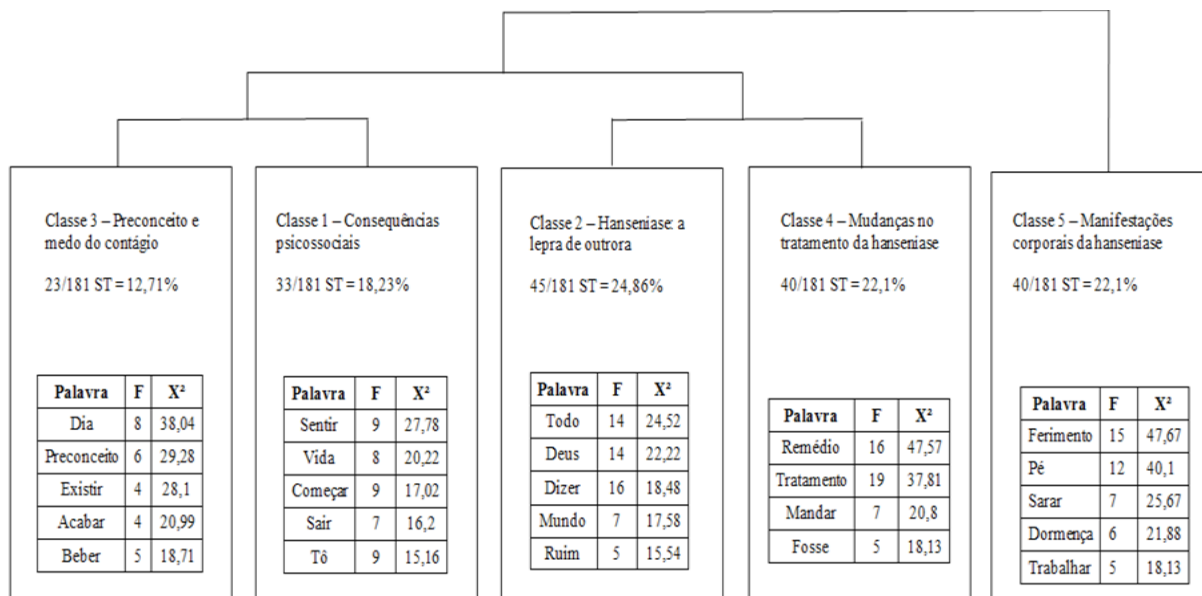 Classe 3 – Preconceito e
medo do contágio
23/181 ST = 12,71%
Palavra F X²
Dia 8 38,04
Preconceito 6 29,28
Existir 4 28,1
Acabar 4 20,99
Beber 5 18,71
Classe 1 – Consequências
psicossociais
33/181 ST = 18,23%
Palavra F X²
Sentir 9 27,78
Vida 8 20,22
Começar 9 17,02
Sair 7 16,2
Tô 9 15,16
Classe 2 – Hanseniase: a
lepra de outrora
45/181 ST = 24,86%
Palavra F X²
Todo 14 24,52
Deus 14 22,22
Dizer 16 18,48
Mundo 7 17,58
Ruim 5 15,54
Classe 4 – Mudanças no
tratamento da hanseniase
40/181 ST = 22,1%
Palavra F X²
Remédio 16 47,57
Tratamento 19 37,81
Mandar 7 20,8
Fosse 5 18,13
Classe 5 – Manifestações
corporais da hanseniase
40/181 ST = 22,1%
Palavra F X²
Ferimento 15 47,67
Pé 12 40,1
Sarar 7 25,67
Dormença 6 21,88
Trabalhar 5 18,13